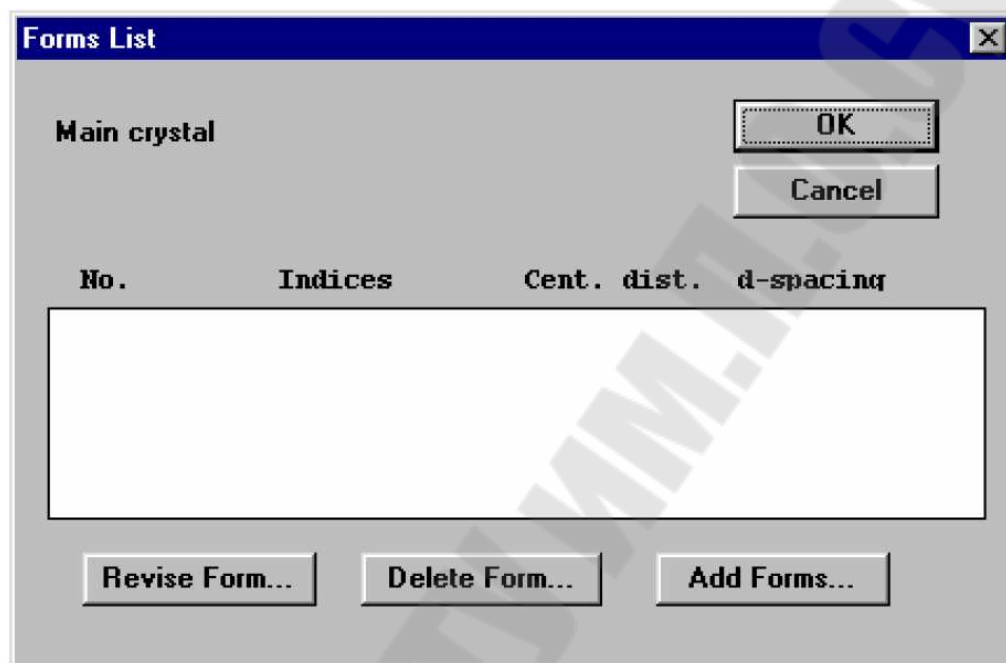 Forms List
Main crystal
OK
Cancel
No. Indices Cent. dist. d-spacing
Revise Form... Delete Form... Add Forms...